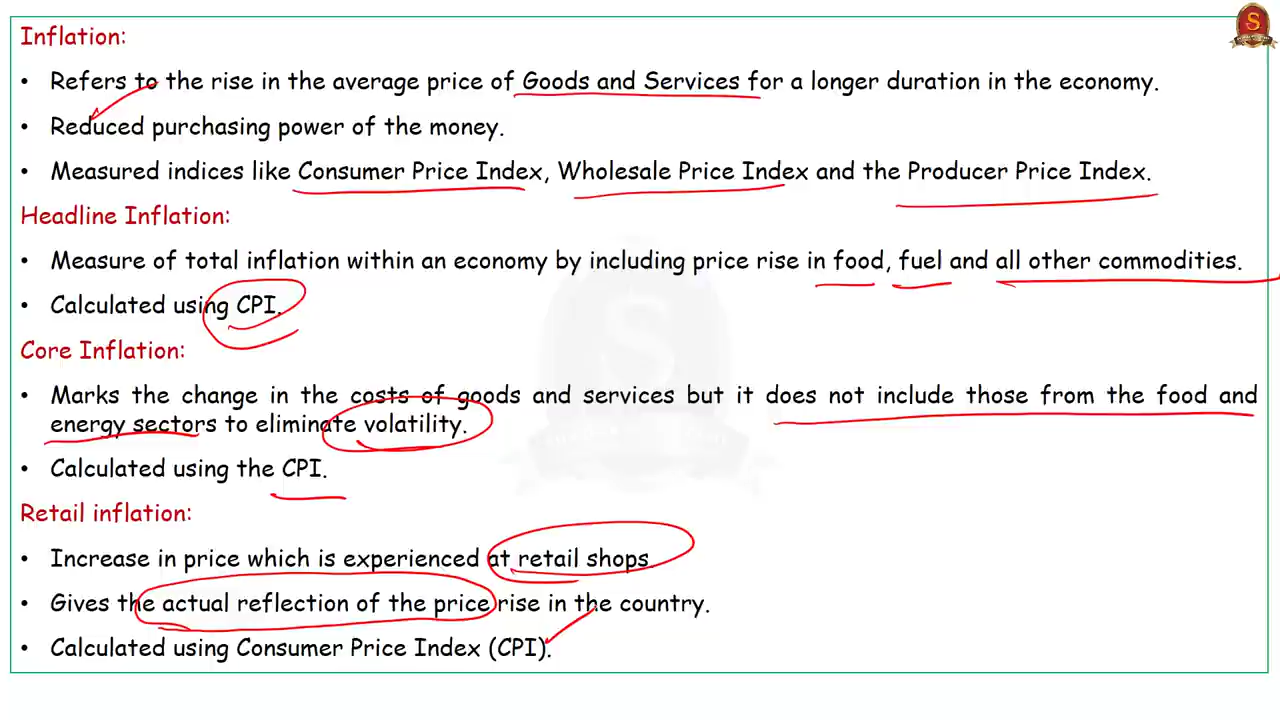 Inflation:
• Refers to the rise in the average price of Goods and Services for a longer duration in the economy.
• Reduced purchasing power of the money.
• Measured indices like Consumer Price Index, Wholesale Price Index and the Producer Price Index.
Headline Inflation:
• Measure of total inflation within an economy by including price rise in food, fuel and all other commodities.
• Calculated using CPI.
Core Inflation:
• Marks the change in the costs of goods and services but it does not include those from the food and
energy sectors to eliminate volatility.
• Calculated using the CPI.
Retail inflation:
• Increase in price which is experienced at retail shops.
• Gives the actual reflection of the price rise in the country.
• Calculated using Consumer Price Index (CPI).
S